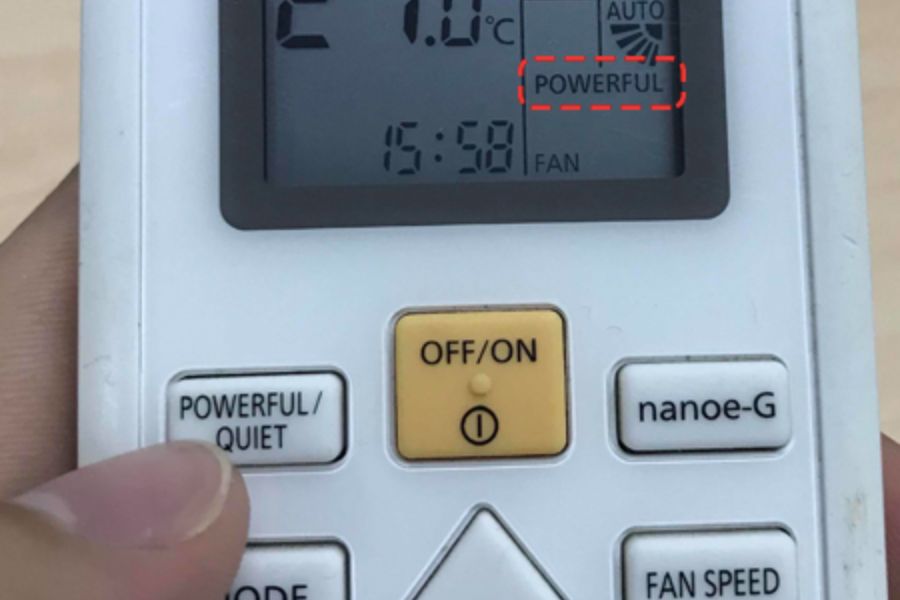 AUTO
°C
POWERFUL
15:58
FAN
OFF/ON
POWERFUL/
QUIET
nanoe-G
FAN SPEED